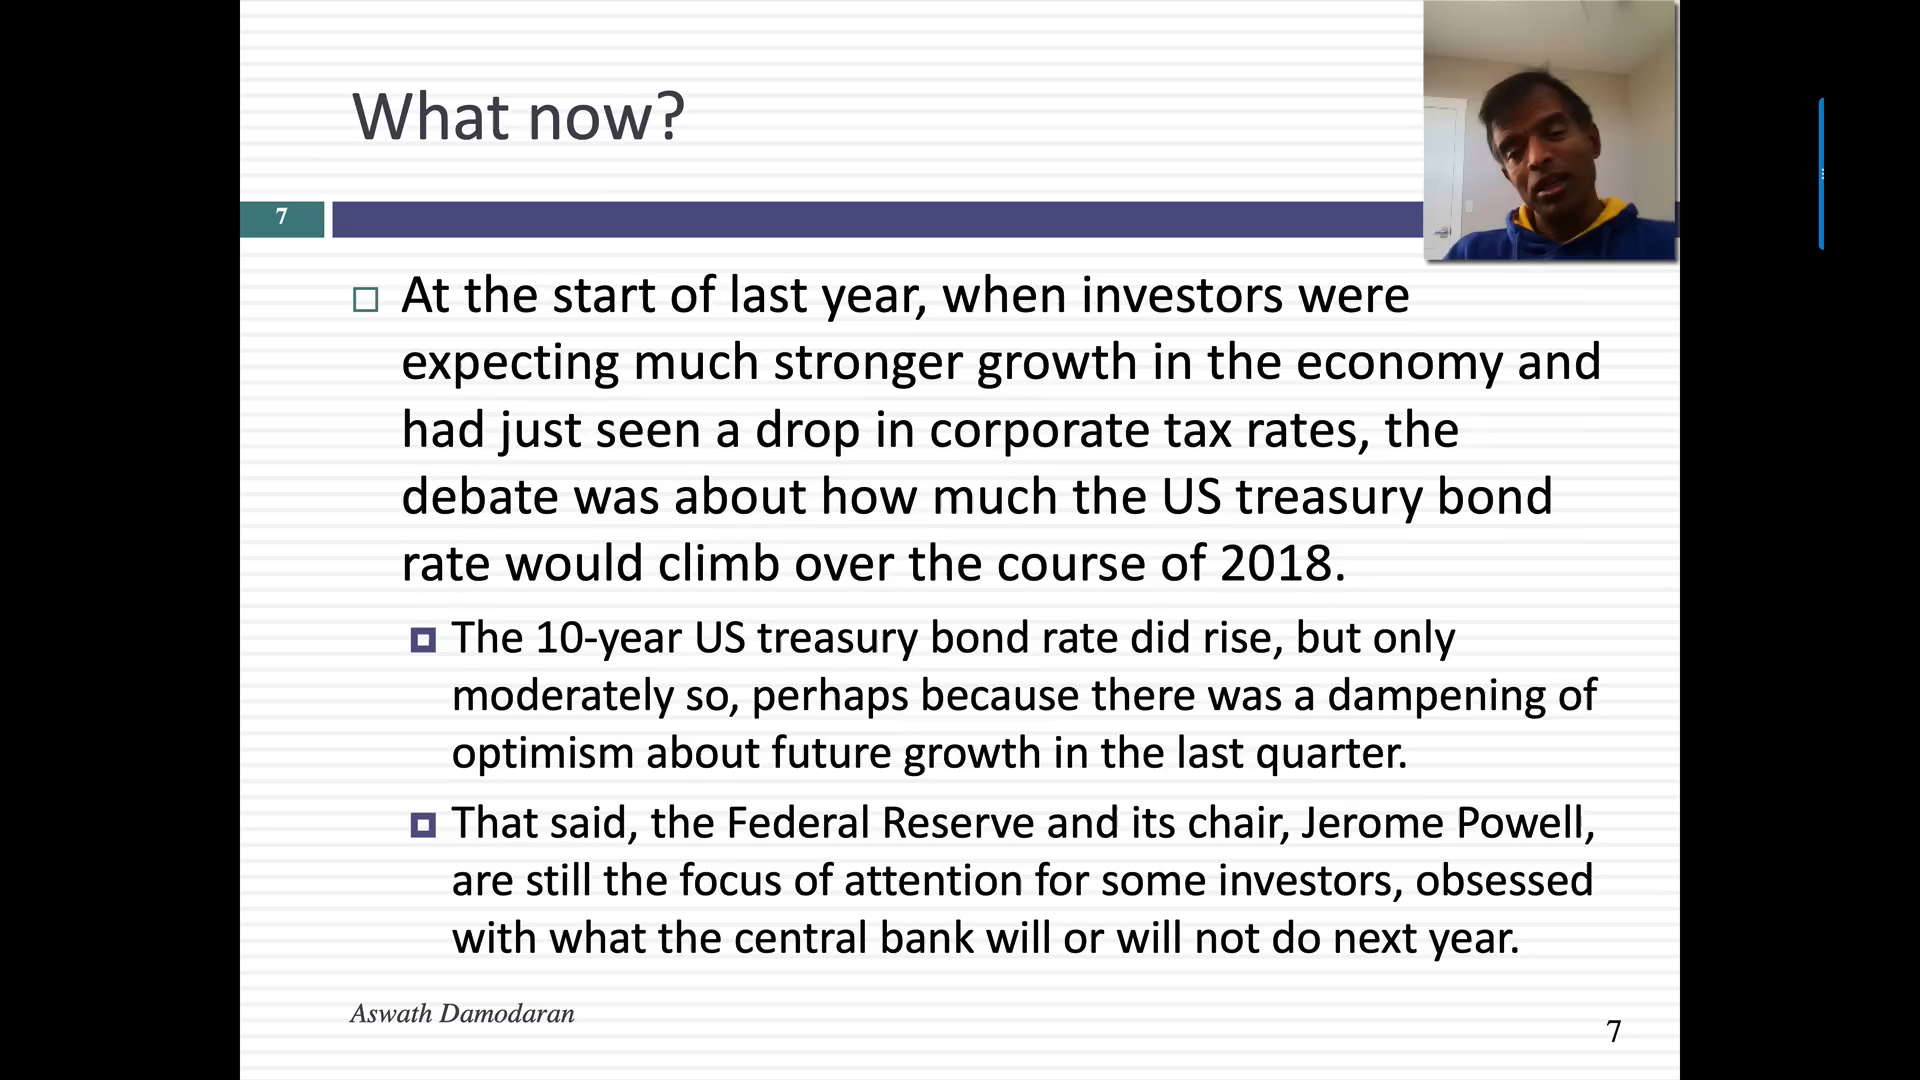 What now?
7
At the start of last year, when investors were
expecting much stronger growth in the economy and
had just seen a drop in corporate tax rates, the
debate was about how much the US treasury bond
rate would climb over the course of 2018.
The 10-year US treasury bond rate did rise, but only
moderately so, perhaps because there was a dampening of
optimism about future growth in the last quarter.
That said, the Federal Reserve and its chair, Jerome Powell,
are still the focus of attention for some investors, obsessed
with what the central bank will or will not do next year.
Aswath Damodaran
7